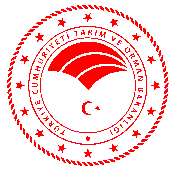 TÜRKİYE CUMHURİYETİ TARIM VE ORMAN BAKANLIĞI